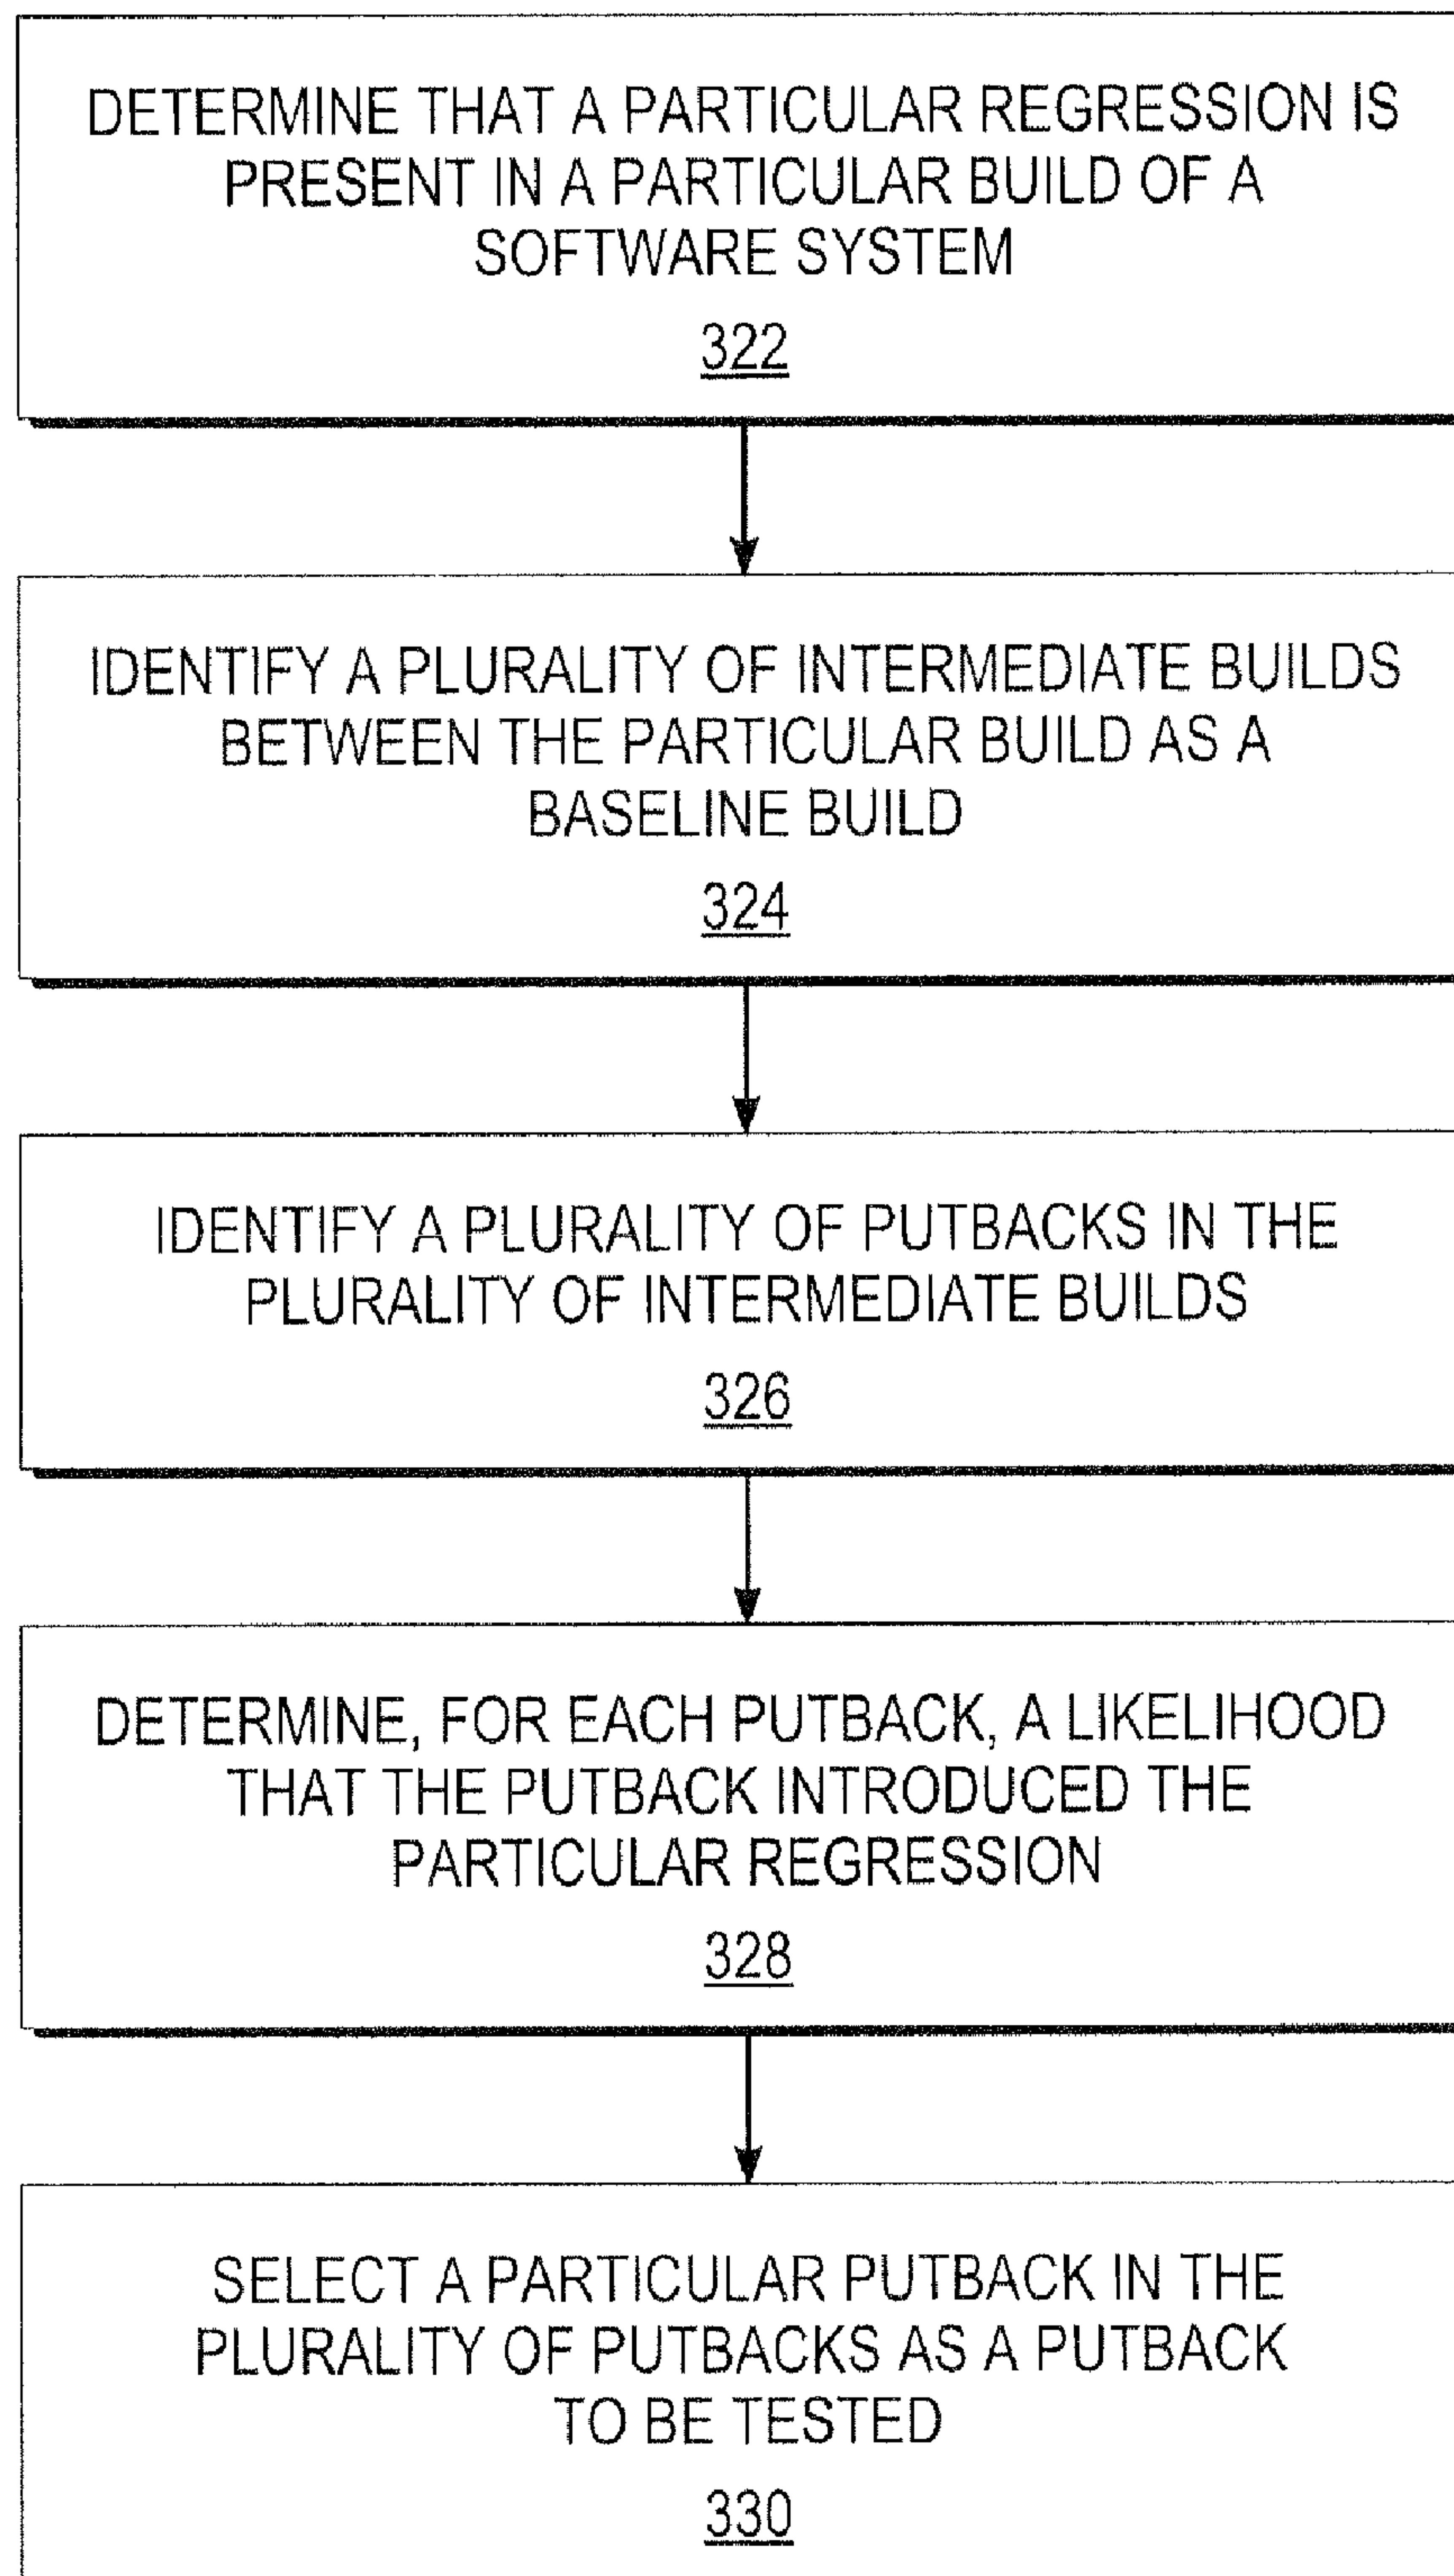 DETERMINE THAT A PARTICULAR REGRESSION IS
PRESENT IN A PARTICULAR BUILD OF A
SOFTWARE SYSTEM
322
IDENTIFY A PLURALITY OF INTERMEDIATE BUILDS
BETWEEN THE PARTICULAR BUILD AS A
BASELINE BUILD
324
IDENTIFY A PLURALITY OF PUTBACKS IN THE
PLURALITY OF INTERMEDIATE BUILDS
326
DETERMINE, FOR EACH PUTBACK, A LIKELIHOOD
THAT THE PUTBACK INTRODUCED THE
PARTICULAR REGRESSION
328
SELECT A PARTICULAR PUTBACK IN THE
PLURALITY OF PUTBACKS AS A PUTBACK
TO BE TESTED
330